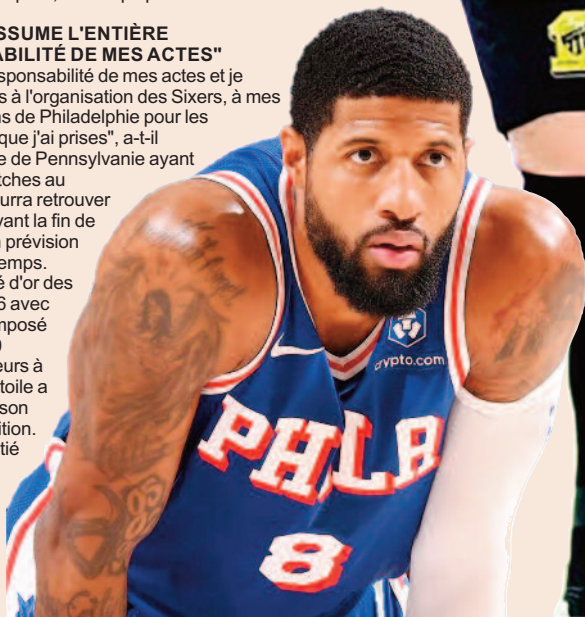 SSUME L'ENTIÈRE
ABILITÉ DE MES ACTES"
sponsabilité de mes actes et je
s à l'organisation des Sixers, à mes
ns de Philadelphie pour les
que j'ai prises", a-t-il
e de Pennsylvanie ayant
tches au
urra retrouver
vant la fin de
prévision
emps.
é d'or des
6 avec
mposé
0
eurs à
toile a
son
ition.
tié
crypto.com
PHILA
8